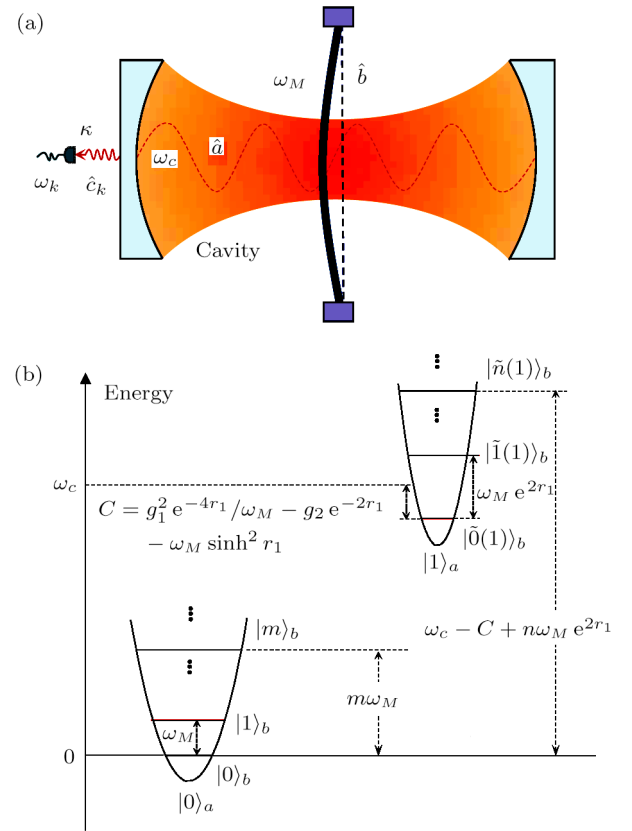 (a)
ω_M
b̂
κ
ω_c
â
ω_k
ĉ_k
Cavity
(b)
Energy
|ñ(1)⟩_b
|1̃(1)⟩_b
ω_c
ω_M e^{2r_1}
C = g_1^2 e^{-4r_1}/ω_M − g_2 e^{-2r_1}
− ω_M sinh^2 r_1
|0̃(1)⟩_b
|1⟩_a
|m⟩_b
ω_c − C + nω_M e^{2r_1}
mω_M
|1⟩_b
ω_M
0
|0⟩_b
|0⟩_a